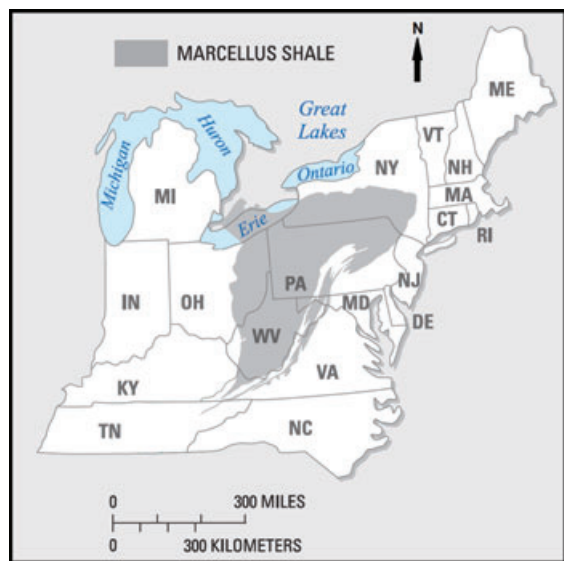 MARCELLUS SHALE
N
ME
Great
Lakes
VT
Huron
NH
Michigan
Ontario
NY
MA
MI
CT
RI
Erie
PA
NJ
IN
OH
MD
DE
WV
VA
KY
TN
NC
0 300 MILES
0 300 KILOMETERS